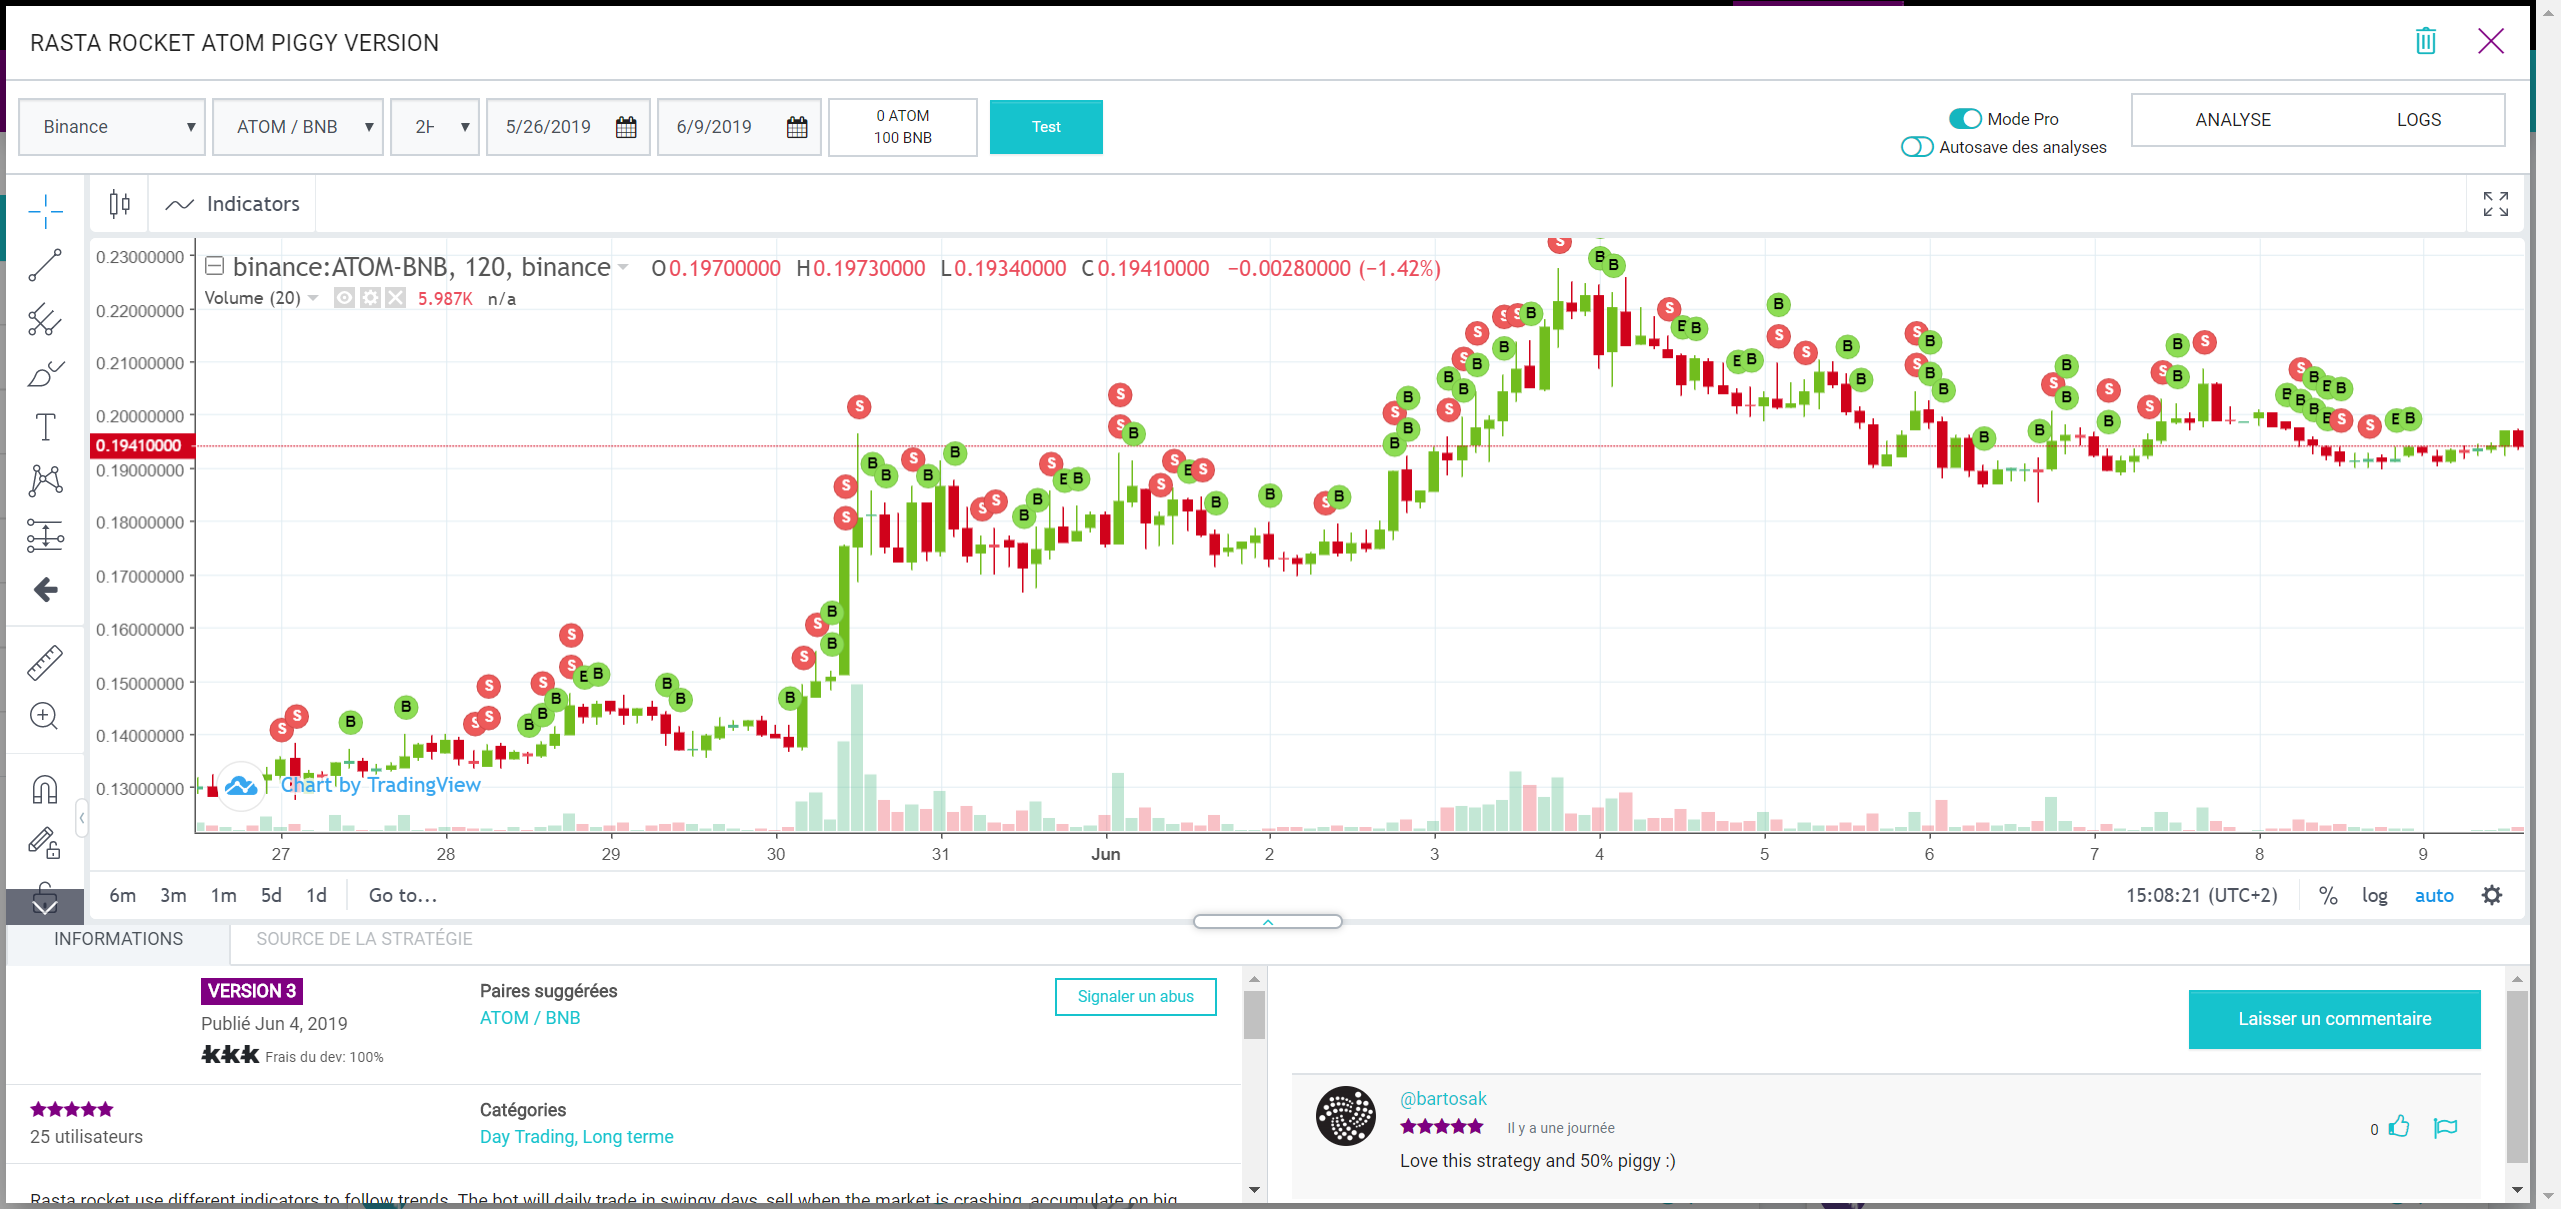 RASTA ROCKET ATOM PIGGY VERSION
Binance ATOM / BNB 5/26/2019 6/9/2019
0 ATOM
100 BNB
Test
Mode Pro
Autosave des analyses
ANALYSE LOGS
Indicators
binance:ATOM-BNB, 120, binance O0.19700000 H0.19730000 L0.19340000 C0.19410000 −0.00280000 (−1.42%)
Volume (20) 5.987K n/a
0.23000000
0.22000000
0.21000000
0.20000000
0.19410000
0.19000000
0.18000000
0.17000000
0.16000000
0.15000000
0.14000000
0.13000000
Chart by TradingView
27 28 29 30 31 Jun 2 3 4 5 6 7 8 9
6m 3m 1m 5d 1d Go to...
15:08:21 (UTC+2) % log auto
INFORMATIONS SOURCE DE LA STRATÉGIE
VERSION 3
Publié Jun 4, 2019
Frais du dev: 100%
Paires suggérées
ATOM / BNB
Signaler un abus
25 utilisateurs
Catégories
Day Trading, Long terme
Rasta rocket use different indicators to follow trends. The bot will daily trade in swingy days, sell when the market is crashing, accumulate on big
Laisser un commentaire
@bartosak
Il y a une journée
0
Love this strategy and 50% piggy :)